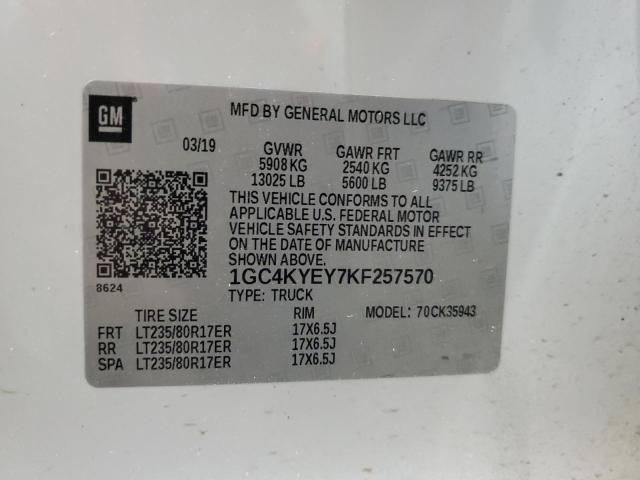 GM
MFD BY GENERAL MOTORS LLC
03/19 GVWR GAWR FRT GAWR RR
5908 KG 2540 KG 4252 KG
13025 LB 5600 LB 9375 LB
THIS VEHICLE CONFORMS TO ALL
APPLICABLE U.S. FEDERAL MOTOR
VEHICLE SAFETY STANDARDS IN EFFECT
ON THE DATE OF MANUFACTURE
SHOWN ABOVE.
8624
1GC4KYEY7KF257570
TYPE: TRUCK
TIRE SIZE RIM MODEL: 70CK35943
FRT LT235/80R17ER 17X6.5J
RR LT235/80R17ER 17X6.5J
SPA LT235/80R17ER 17X6.5J